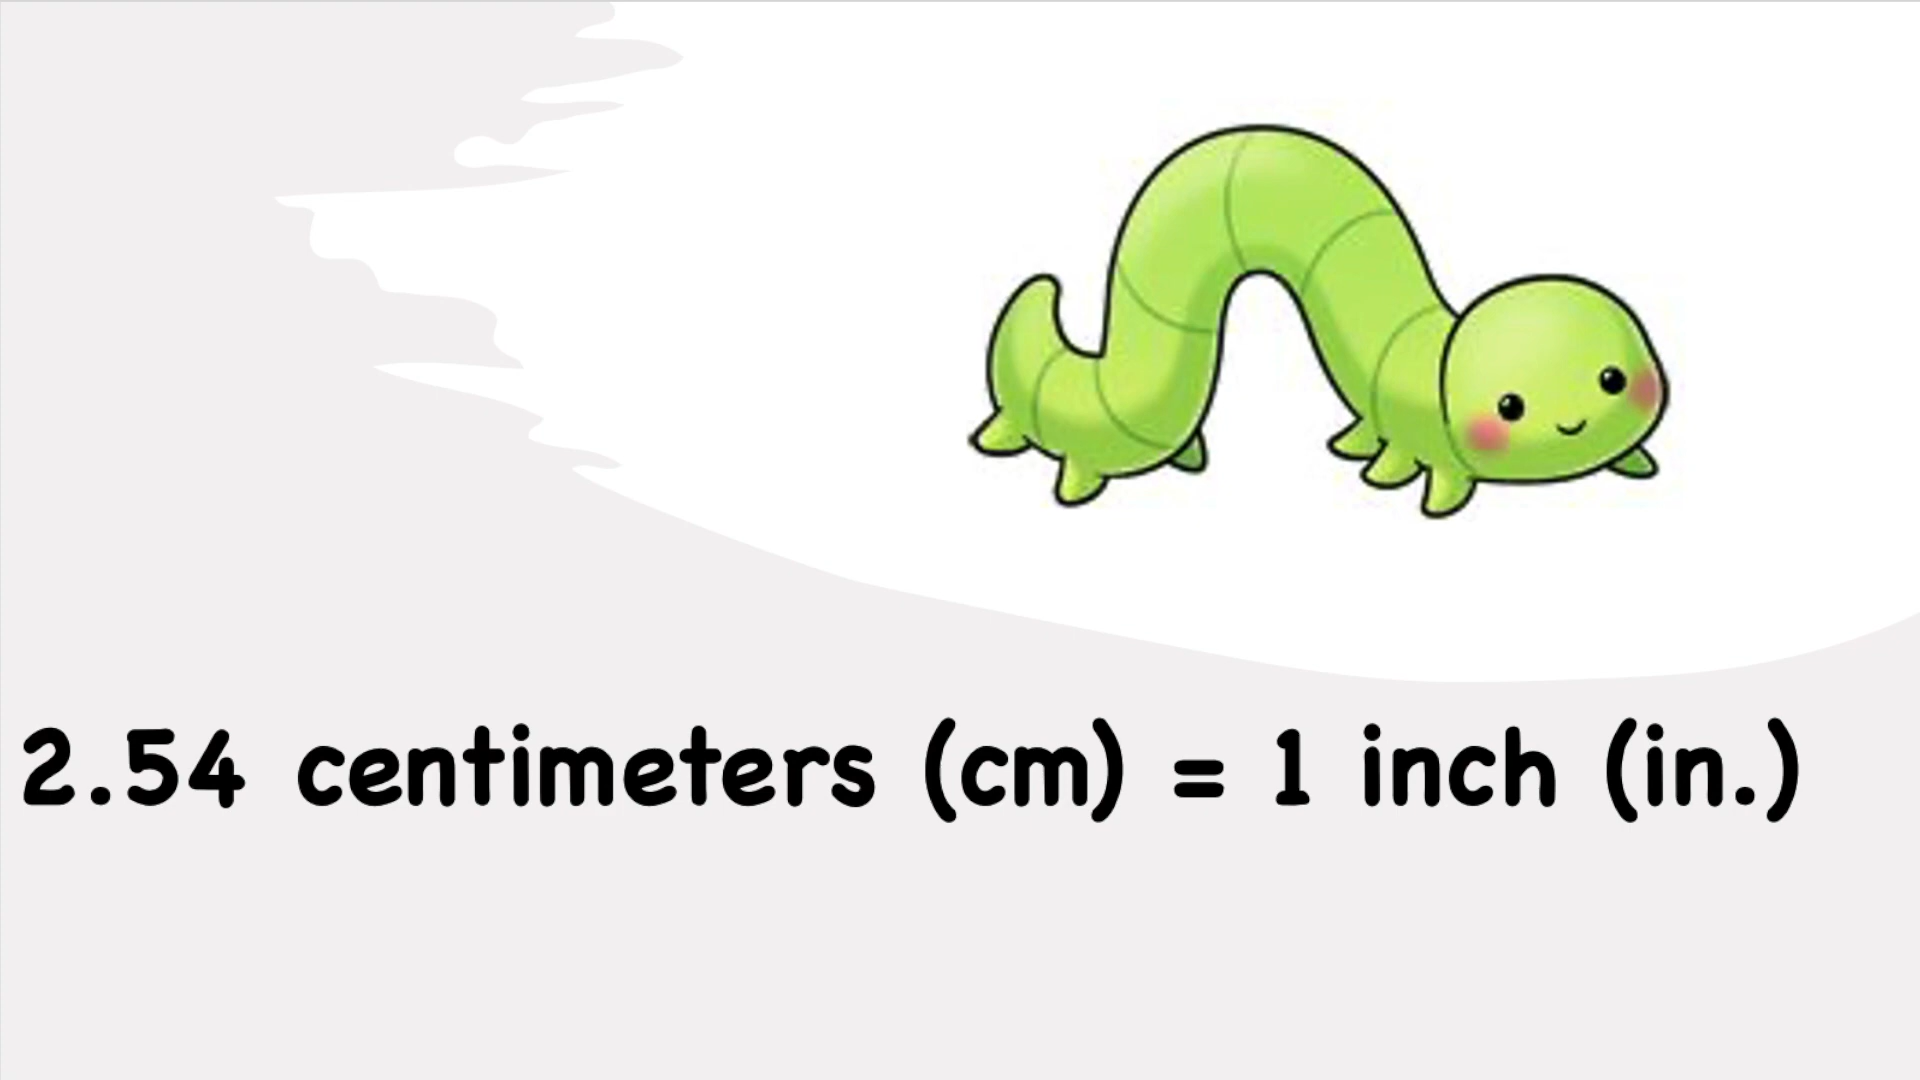 2.54 centimeters (cm) = 1 inch (in.)